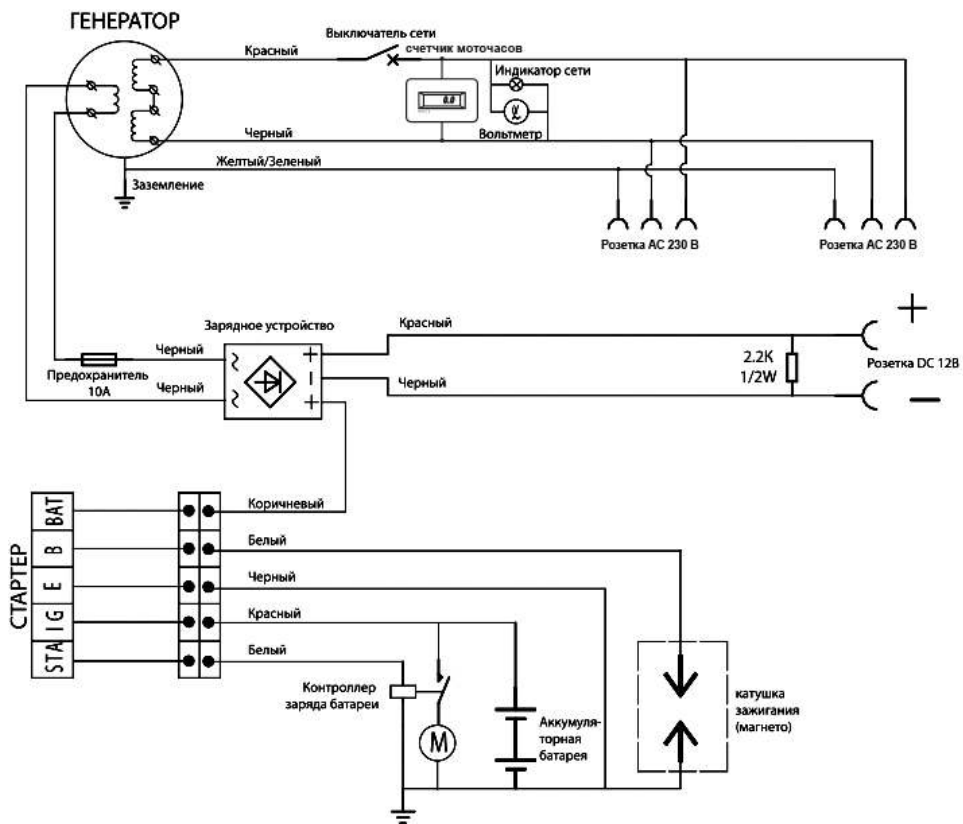 ГЕНЕРАТОР
Выключатель сети
Красный
счетчик моточасов
Индикатор сети
0.0
Вольтметр
Черный
Желтый/Зеленый
Заземление
Розетка AC 230 В
Розетка AC 230 В
Зарядное устройство
Красный
+
Черный
Предохранитель
10А
Черный
~
~
+
−
+
Черный
2.2K
1/2W
Розетка DC 12В
−
СТАРТЕР
BAT
Коричневый
B
Белый
E
Черный
IG
Красный
STA
Белый
Контроллер
заряда батареи
M
Аккумуля-
торная
батарея
катушка
зажигания
(магнето)